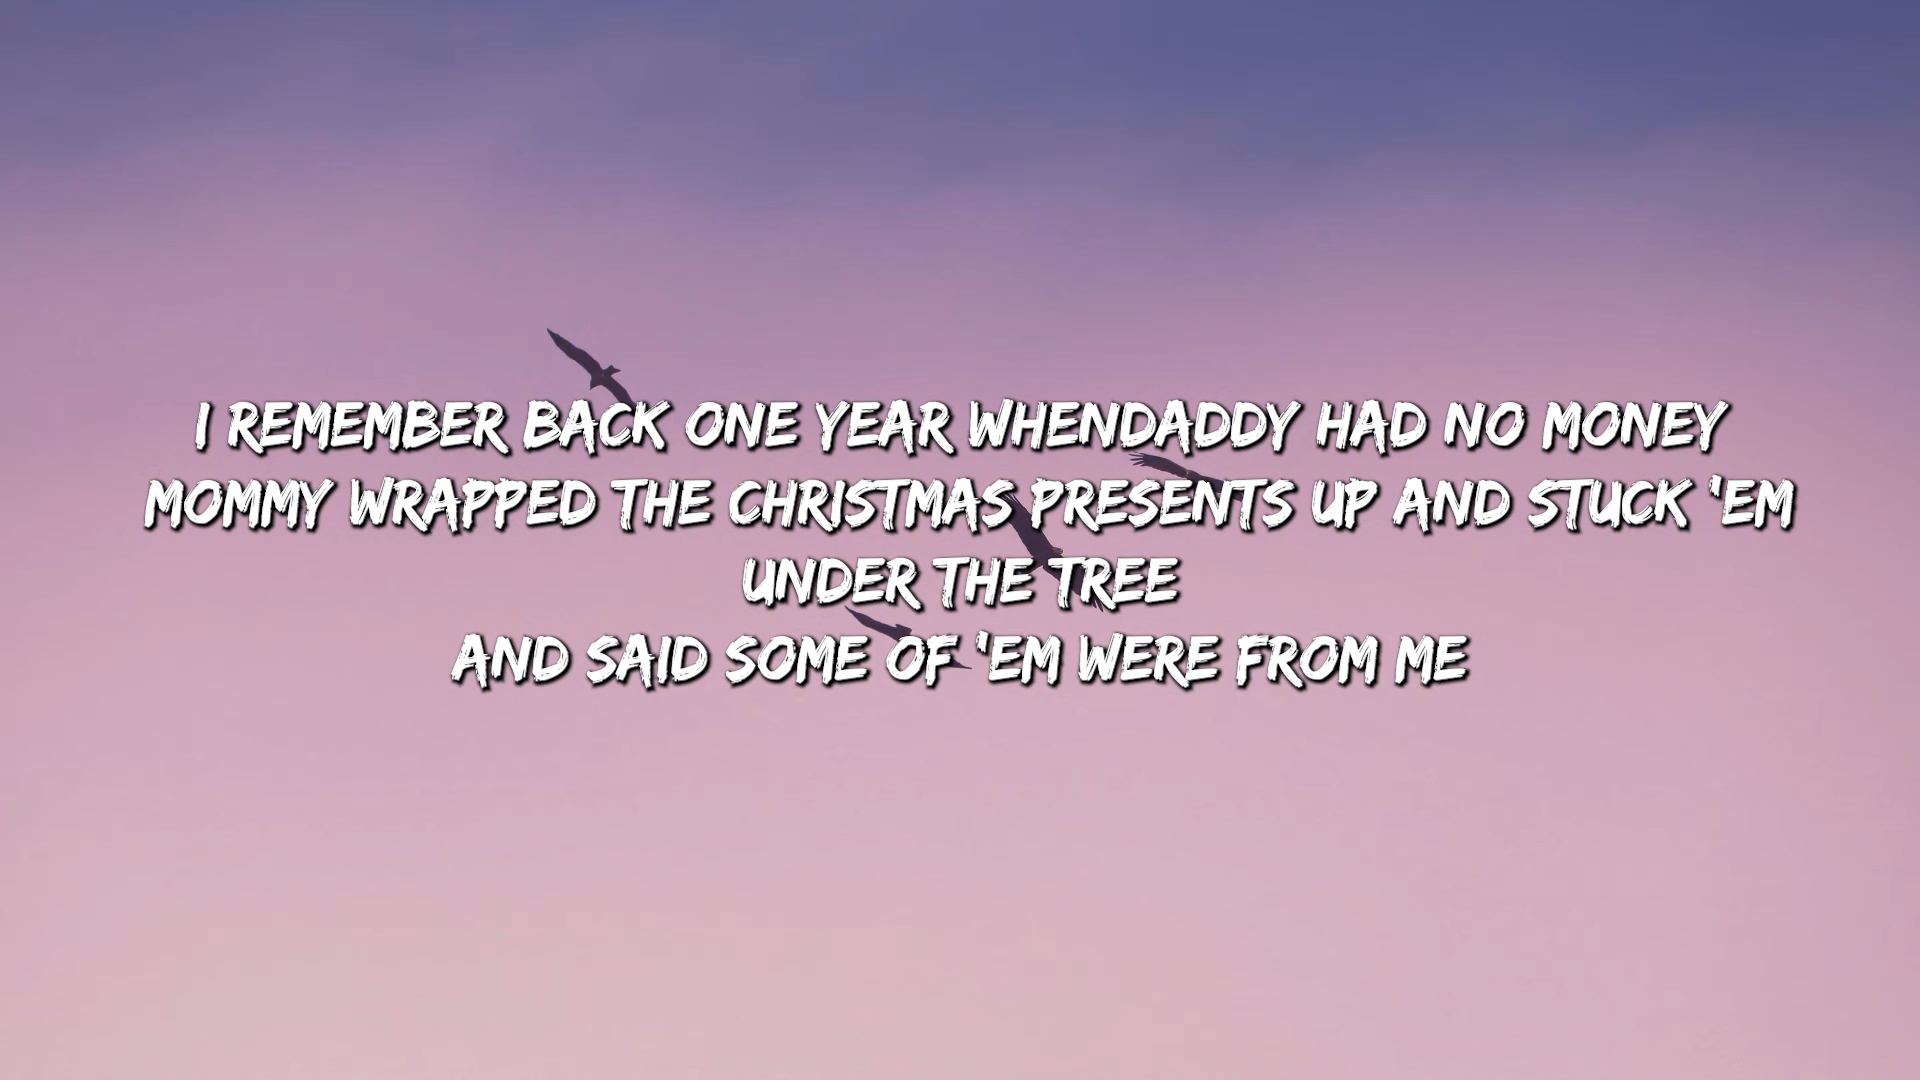 I REMEMBER BACK ONE YEAR WHENDADDY HAD NO MONEY
MOMMY WRAPPED THE CHRISTMAS PRESENTS UP AND STUCK 'EM
UNDER THE TREE
AND SAID SOME OF 'EM WERE FROM ME